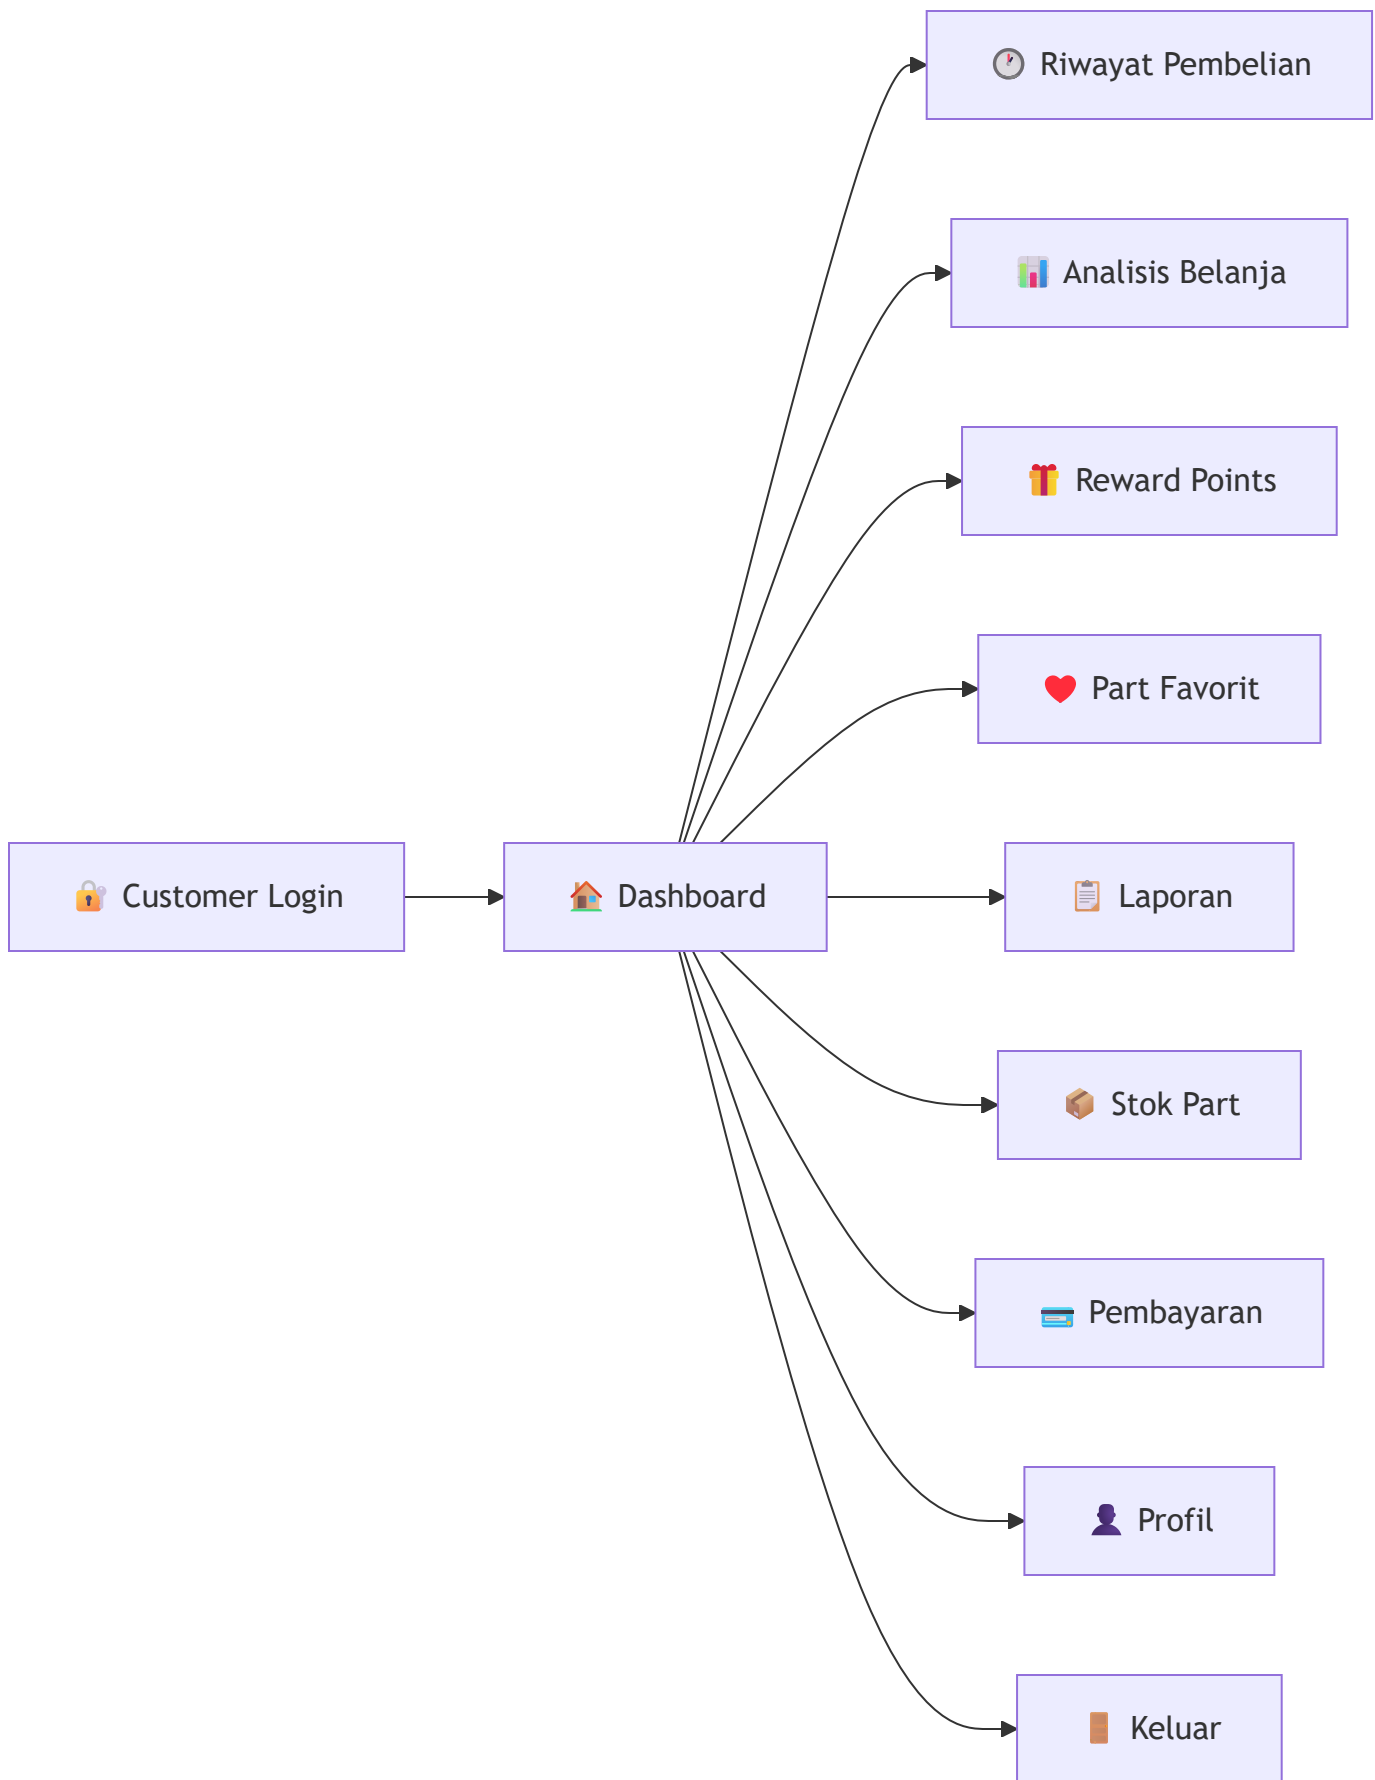 Riwayat Pembelian
Analisis Belanja
Reward Points
Part Favorit
Customer Login
Dashboard
Laporan
Stok Part
Pembayaran
Profil
Keluar